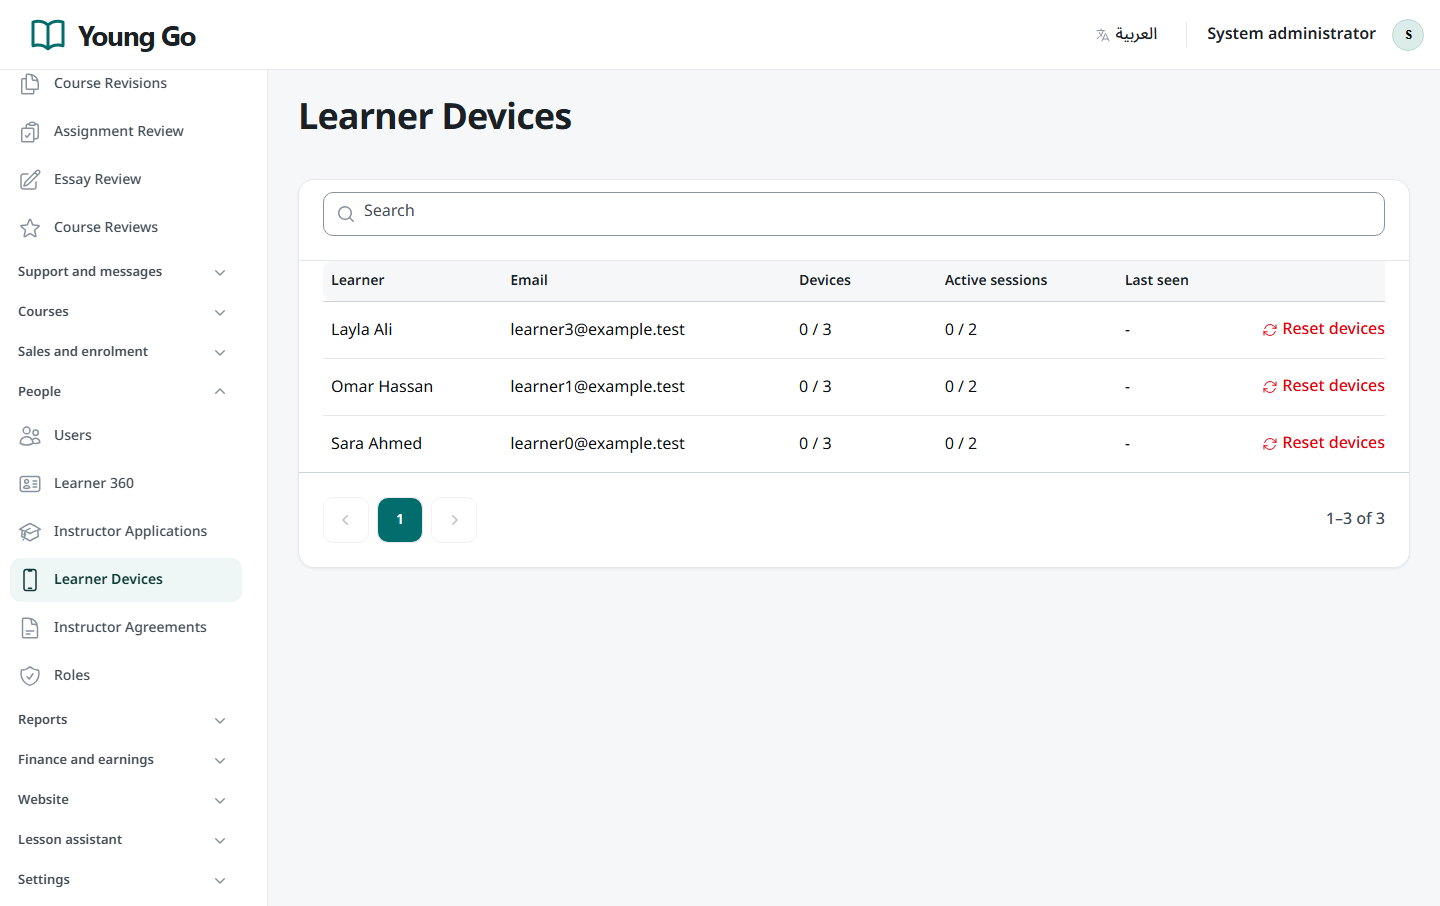 Young Go
العربية
System administrator
S
Course Revisions
Assignment Review
Essay Review
Course Reviews
Support and messages
Courses
Sales and enrolment
People
Users
Learner 360
Instructor Applications
Learner Devices
Instructor Agreements
Roles
Reports
Finance and earnings
Website
Lesson assistant
Settings
Learner Devices
Search
Learner Email Devices Active sessions Last seen
Layla Ali learner3@example.test 0 / 3 0 / 2 - Reset devices
Omar Hassan learner1@example.test 0 / 3 0 / 2 - Reset devices
Sara Ahmed learner0@example.test 0 / 3 0 / 2 - Reset devices
1
1–3 of 3